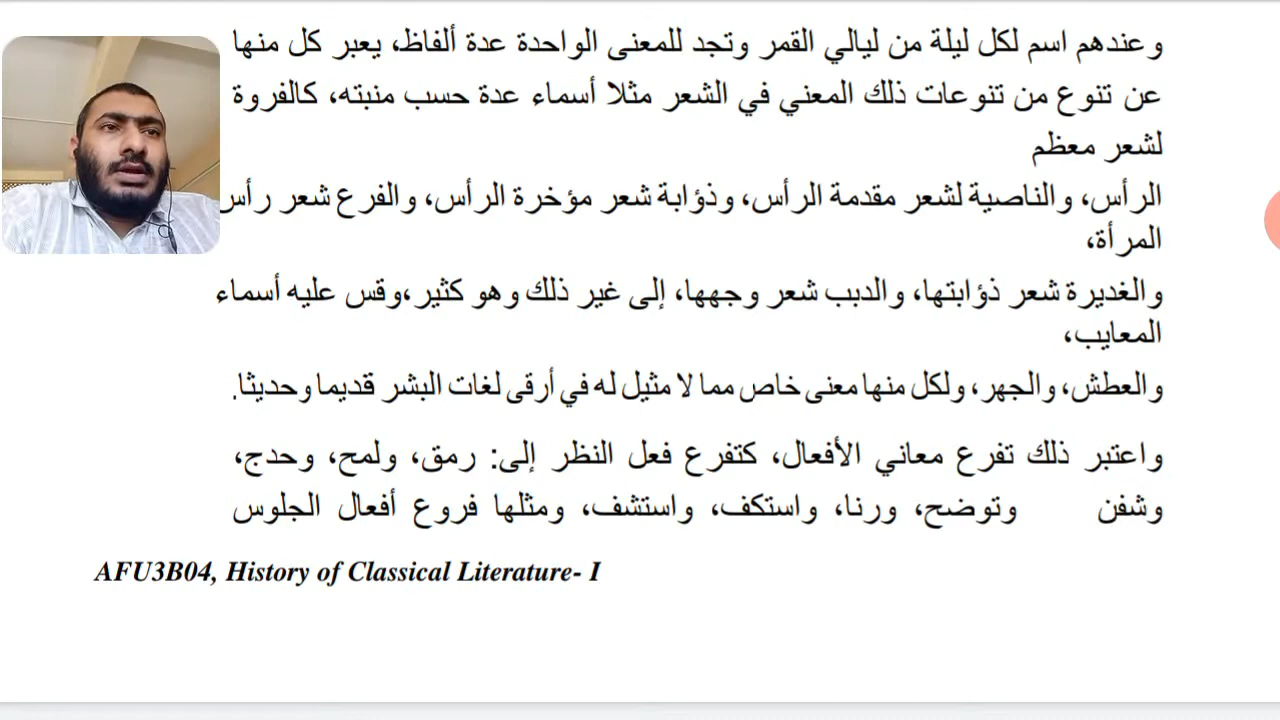 وعندهم اسم لكل ليلة من ليالي القمر وتجد للمعنى الواحدة عدة ألفاظ، يعبر كل منها
عن تنوع من تنوعات ذلك المعني في الشعر مثلا أسماء عدة حسب منبته، كالفروة
لشعر معظم
الرأس، والناصية لشعر مقدمة الرأس، وذؤابة شعر مؤخرة الرأس، والفرع شعر رأس
المرأة،
والغديرة شعر ذؤابتها، والدبب شعر وجهها، إلى غير ذلك وهو كثير،وقس عليه أسماء
المعايب،
والعطش، والجهر، ولكل منها معنى خاص مما لا مثيل له في أرقى لغات البشر قديما وحديثا.
واعتبر ذلك تفرع معاني الأفعال، كتفرع فعل النظر إلى: رمق، ولمح، وحدج،
وشفن وتوضح، ورنا، واستكف، واستشف، ومثلها فروع أفعال الجلوس
AFU3B04, History of Classical Literature- I